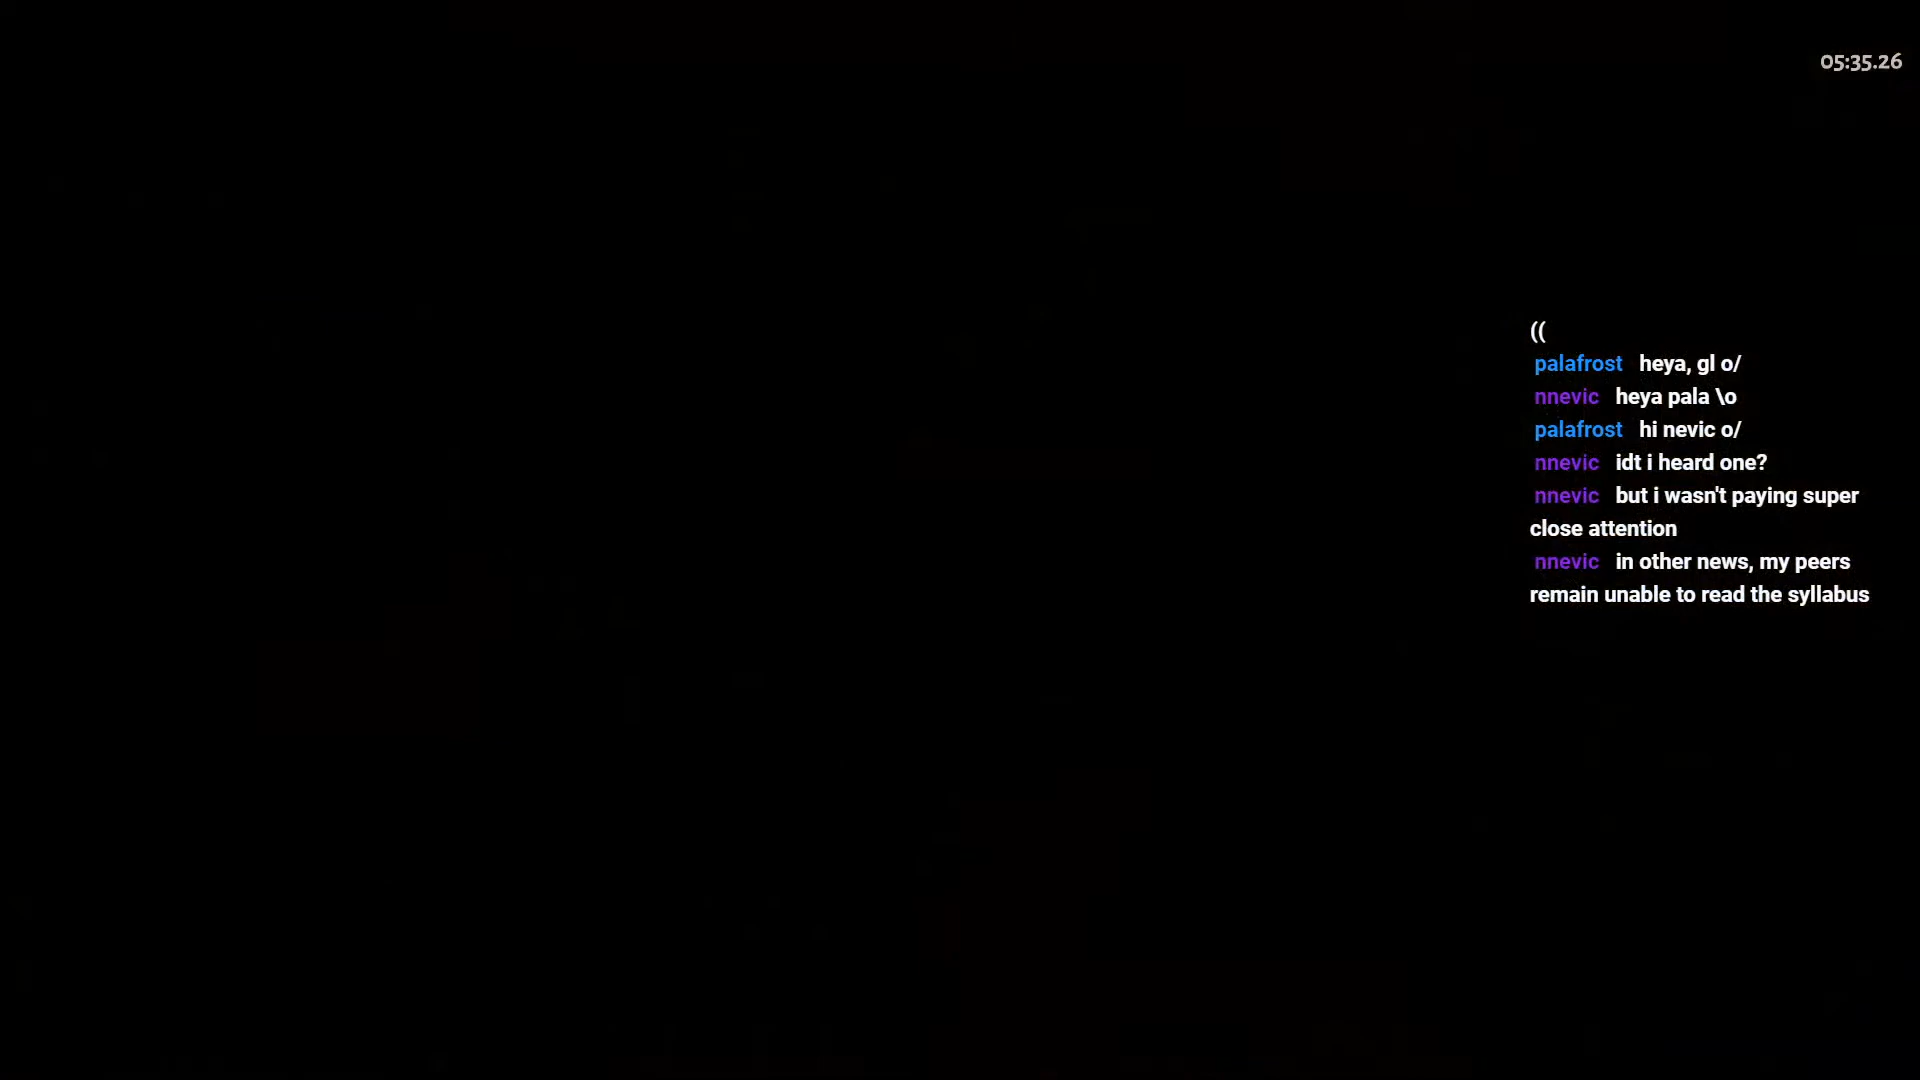 05:35.26
((
palafrost heya, gl o/
nnevic heya pala \o
palafrost hi nevic o/
nnevic idt i heard one?
nnevic but i wasn't paying super
close attention
nnevic in other news, my peers
remain unable to read the syllabus